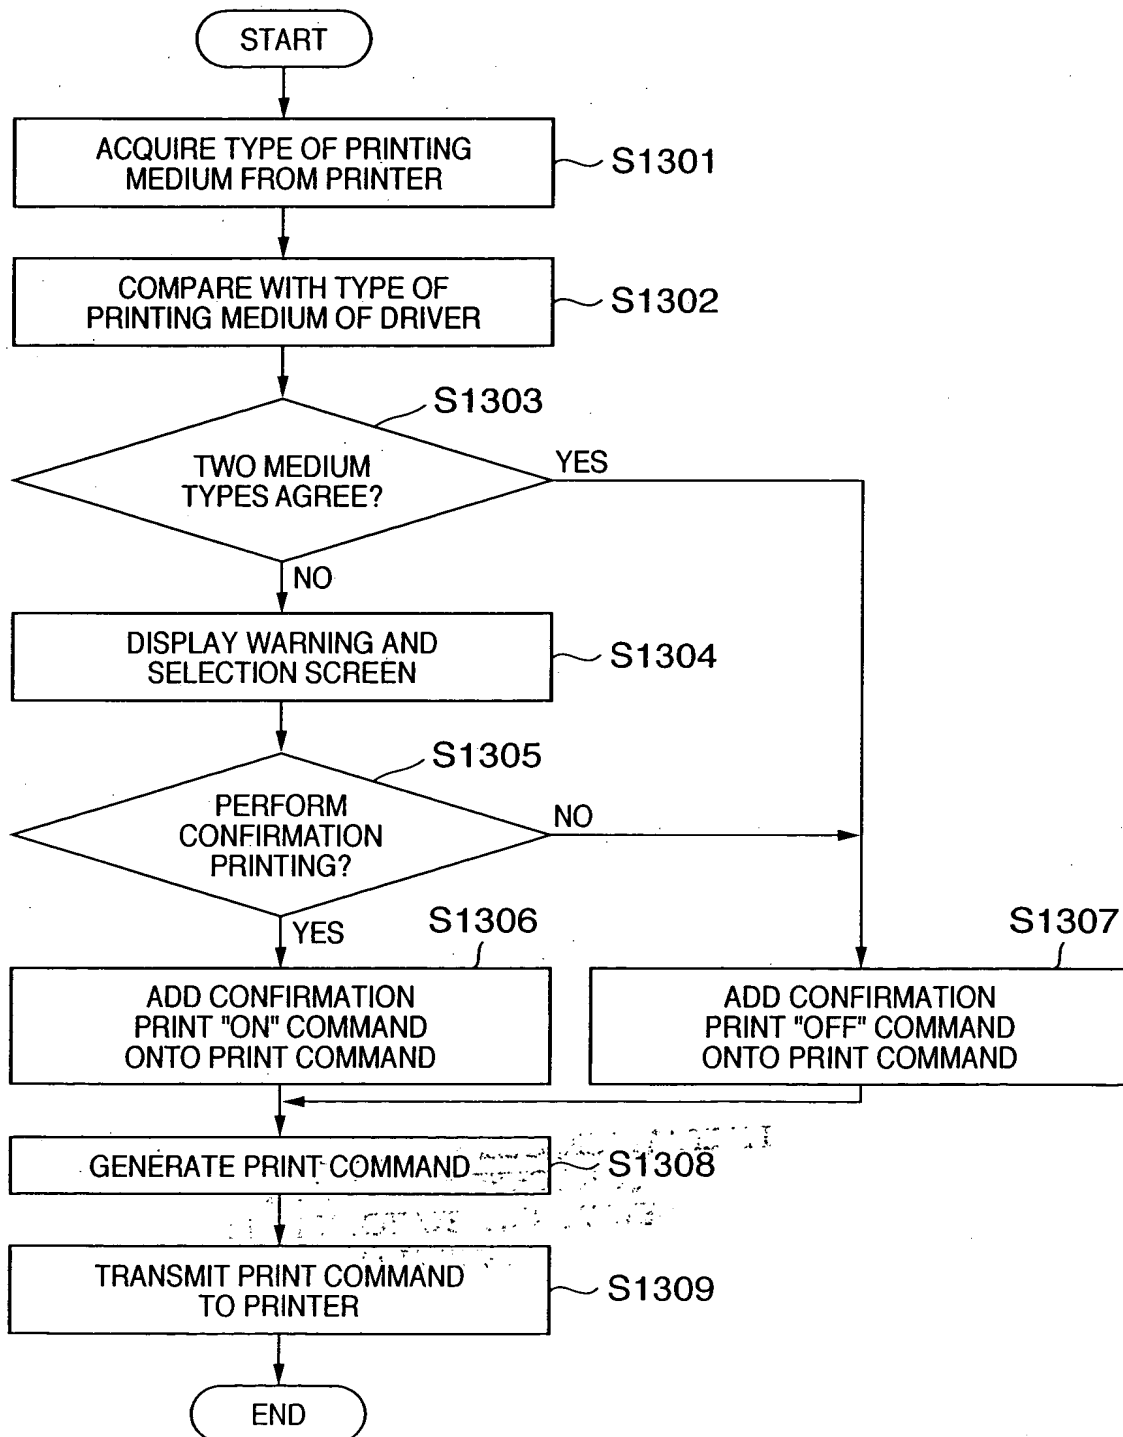 START
ACQUIRE TYPE OF PRINTING
MEDIUM FROM PRINTER
S1301
COMPARE WITH TYPE OF
PRINTING MEDIUM OF DRIVER
S1302
S1303
TWO MEDIUM
TYPES AGREE?
YES
NO
DISPLAY WARNING AND
SELECTION SCREEN
S1304
S1305
PERFORM
CONFIRMATION
PRINTING?
NO
YES
S1306
ADD CONFIRMATION
PRINT "ON" COMMAND
ONTO PRINT COMMAND
S1307
ADD CONFIRMATION
PRINT "OFF" COMMAND
ONTO PRINT COMMAND
GENERATE PRINT COMMAND
S1308
TRANSMIT PRINT COMMAND
TO PRINTER
S1309
END